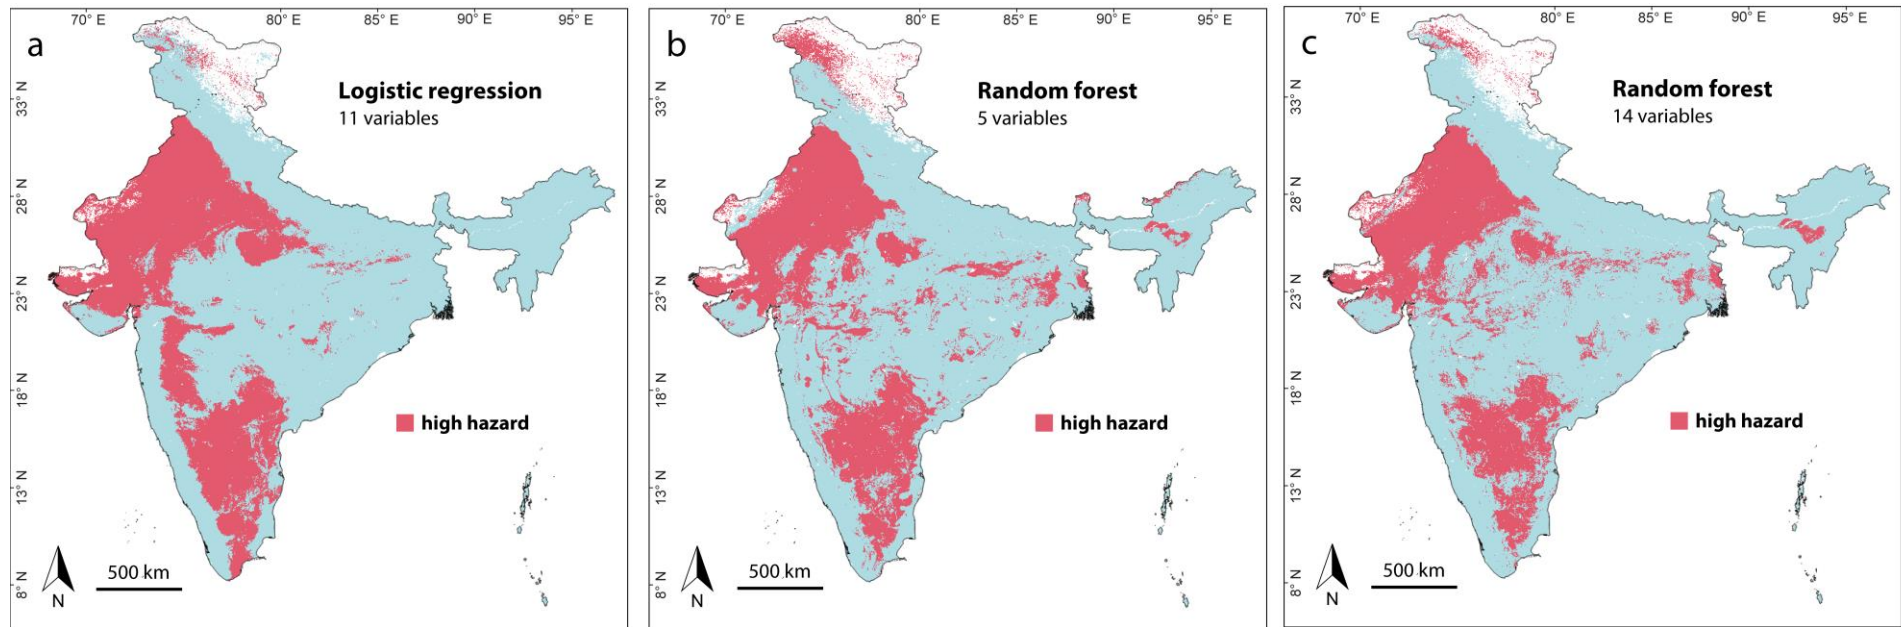 70° E 80° E 85° E 90° E 95° E
a
Logistic regression
11 variables
33° N
28° N
23° N
18° N
13° N
8° N
high hazard
500 km
N
70° E 80° E 85° E 90° E 95° E
b
Random forest
5 variables
33° N
28° N
23° N
18° N
13° N
8° N
high hazard
500 km
N
70° E 80° E 85° E 90° E 95° E
c
Random forest
14 variables
33° N
28° N
23° N
18° N
13° N
8° N
high hazard
500 km
N